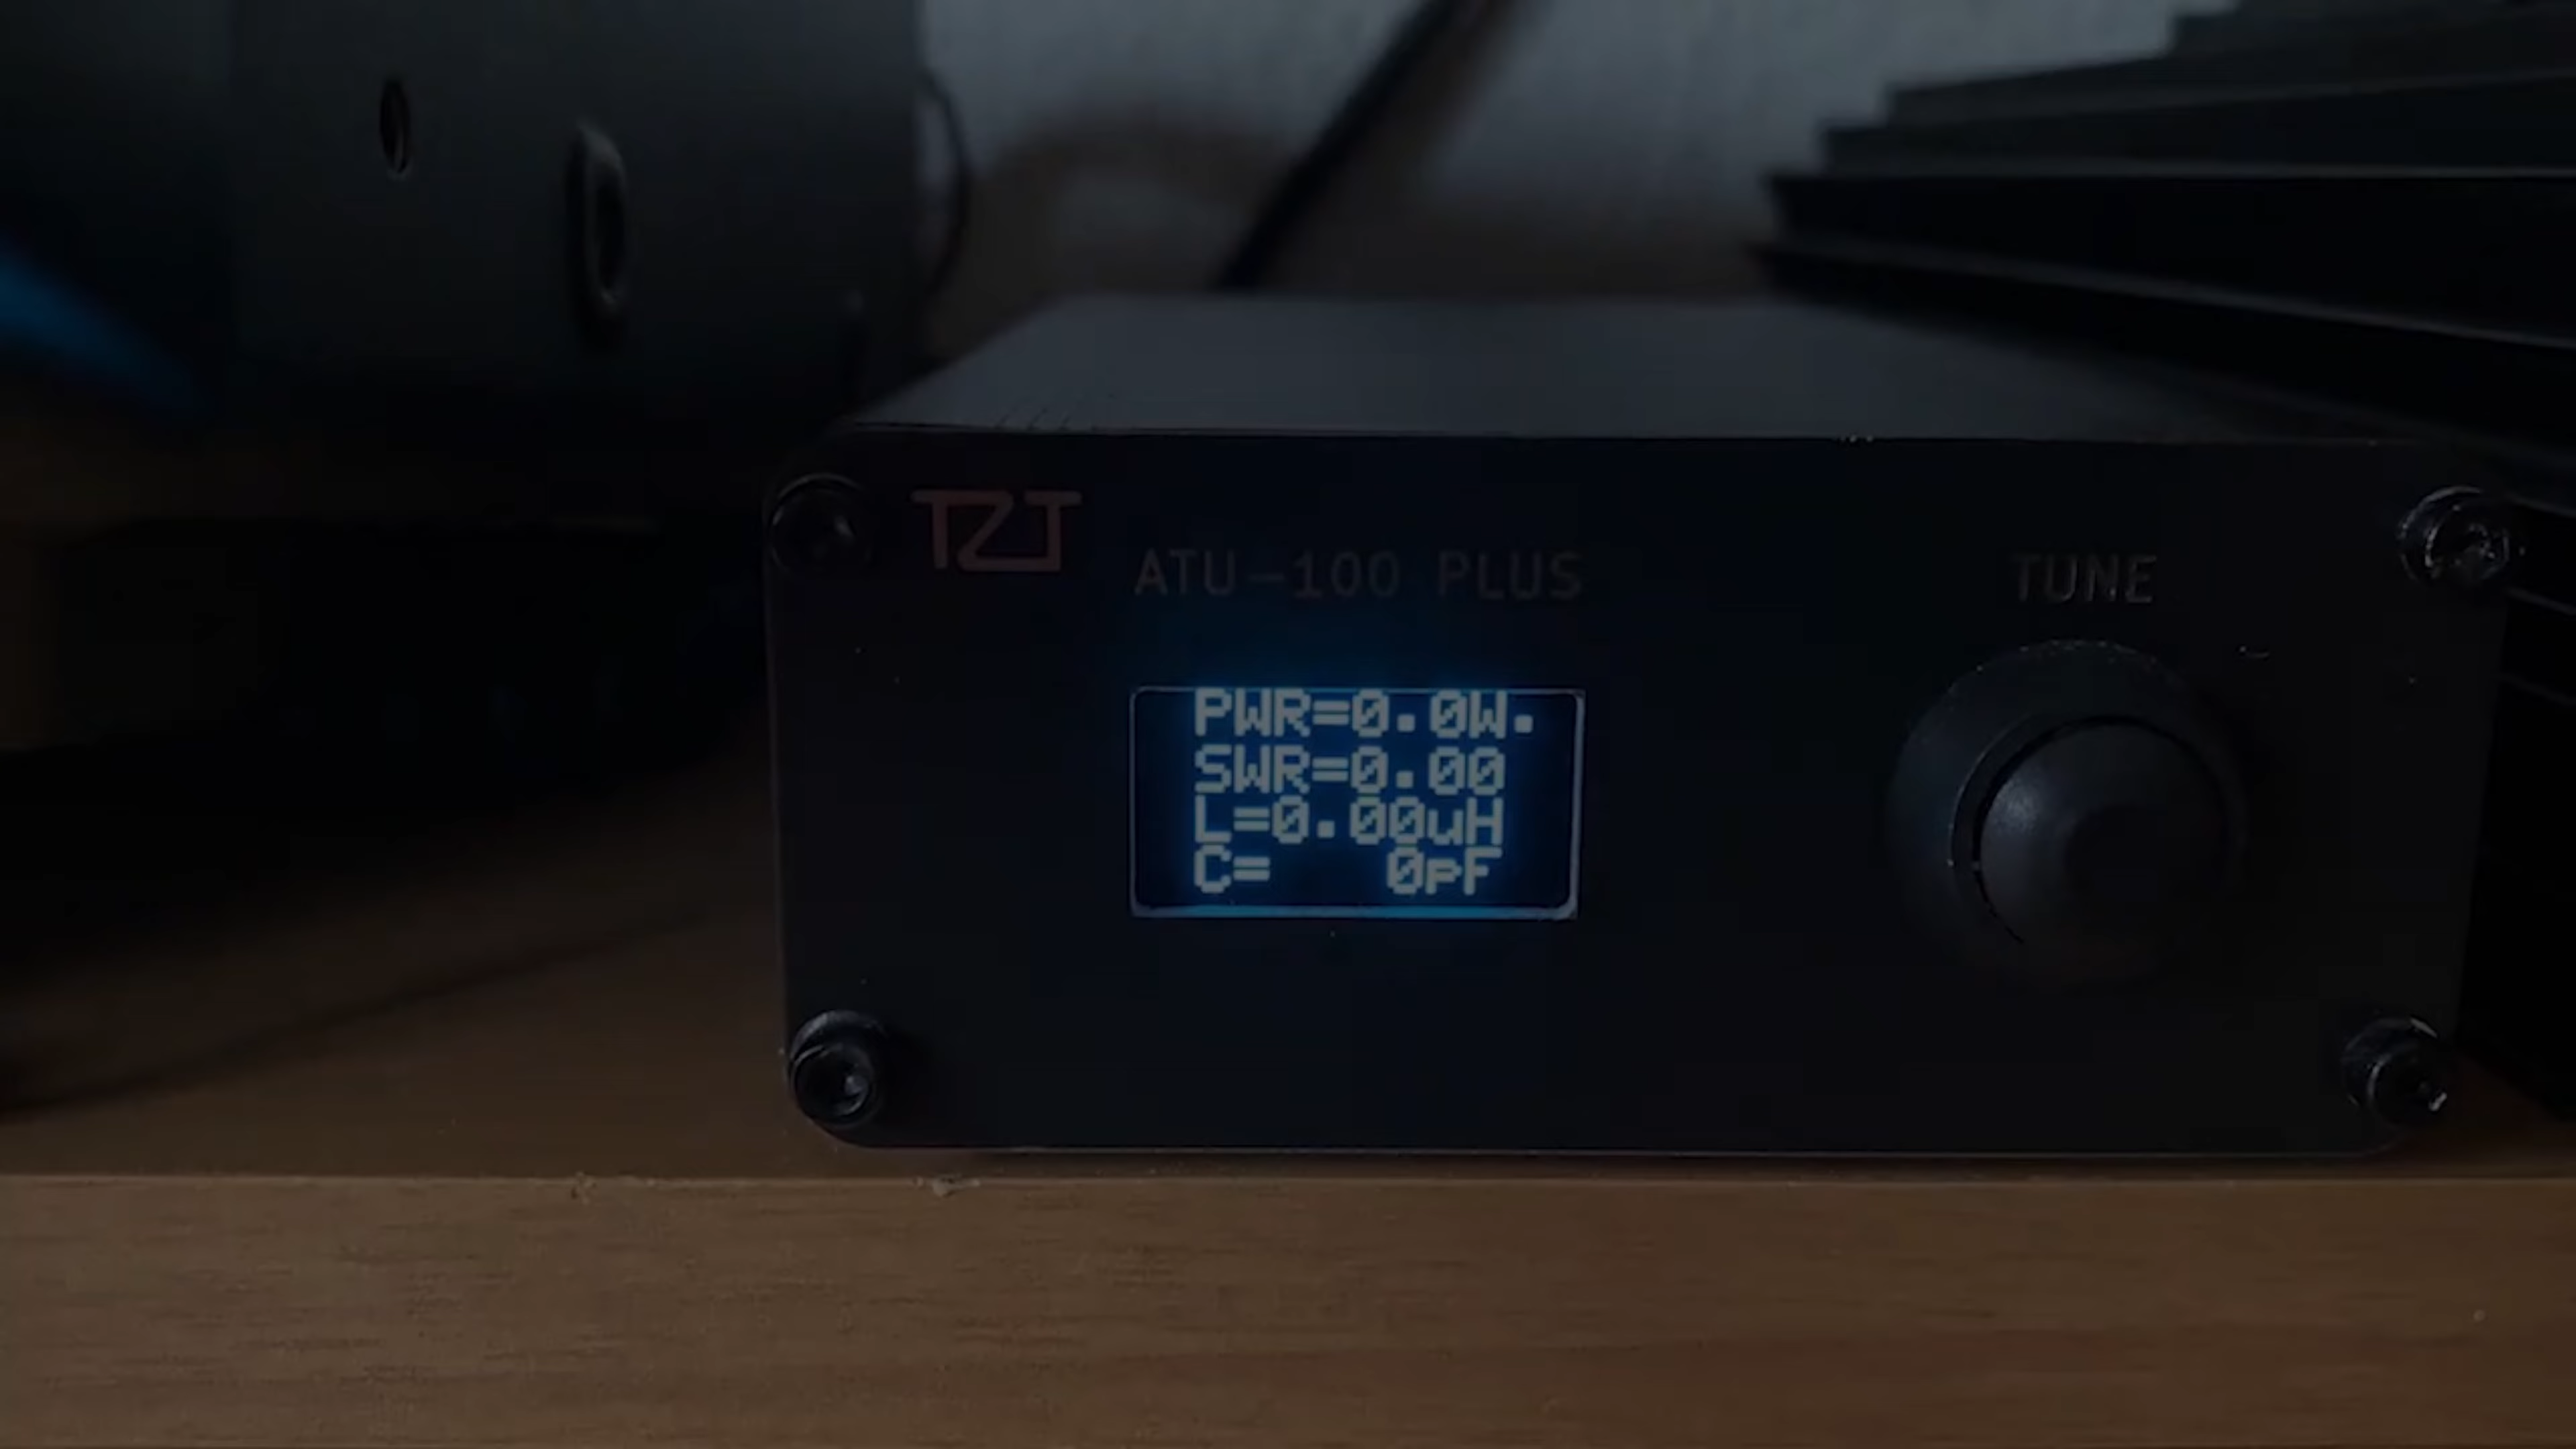 TZT
ATU-100 PLUS
TUNE
PWR=0.0W.
SWR=0.00
L=0.00uH
C=   0pF